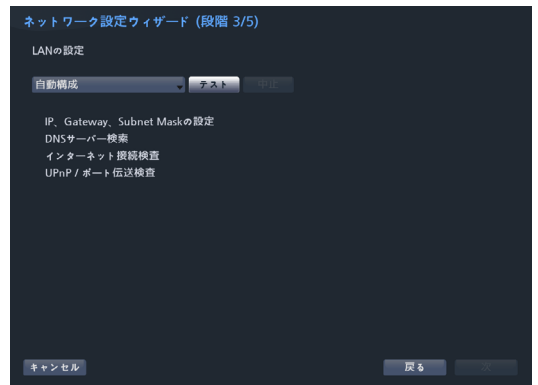 ネットワーク設定ウィザード (段階 3/5)
LANの設定
自動構成 テスト 中止
IP、Gateway、Subnet Maskの設定
DNSサーバー検索
インターネット接続検査
UPnP / ポート伝送検査
キャンセル 戻る 次